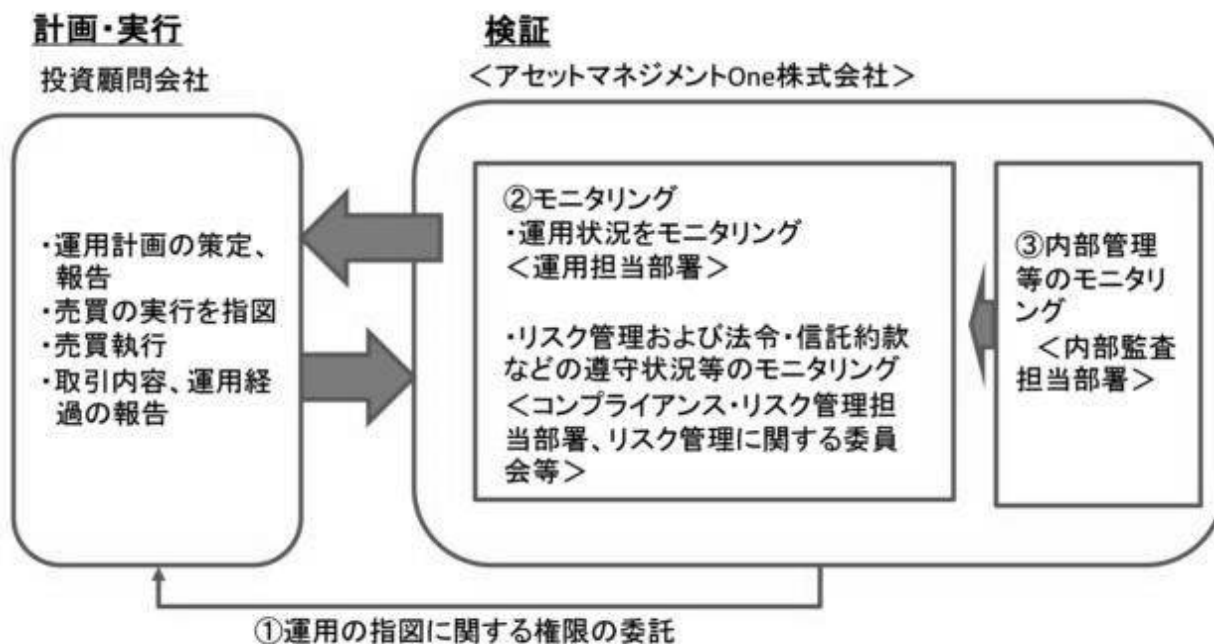 計画・実行
投資顧問会社
・運用計画の策定、
報告
・売買の実行を指図
・売買執行
・取引内容、運用経
過の報告
検証
＜アセットマネジメントOne株式会社＞
②モニタリング
・運用状況をモニタリング
＜運用担当部署＞
・リスク管理および法令・信託約款
などの遵守状況等のモニタリング
＜コンプライアンス・リスク管理担
当部署、リスク管理に関する委員
会等＞
③内部管理
等のモニタリ
ング
＜内部監査
担当部署＞
①運用の指図に関する権限の委託